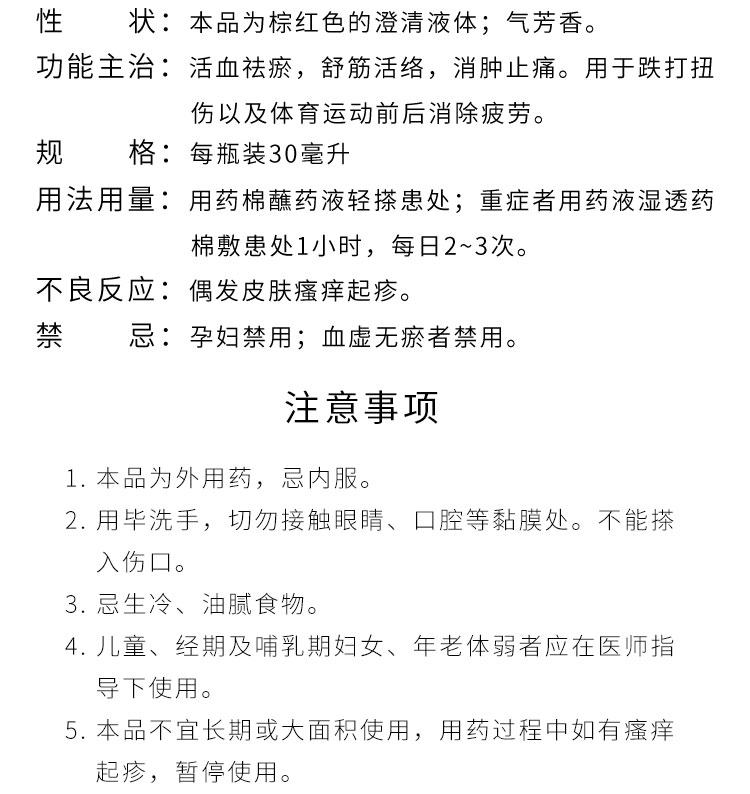 性　　状：本品为棕红色的澄清液体；气芳香。
功能主治：活血祛瘀，舒筋活络，消肿止痛。用于跌打扭
伤以及体育运动前后消除疲劳。
规　　格：每瓶装30毫升
用法用量：用药棉蘸药液轻搽患处；重症者用药液湿透药
棉敷患处1小时，每日2~3次。
不良反应：偶发皮肤瘙痒起疹。
禁　　忌：孕妇禁用；血虚无瘀者禁用。
注意事项
1. 本品为外用药，忌内服。
2. 用毕洗手，切勿接触眼睛、口腔等黏膜处。不能搽
入伤口。
3. 忌生冷、油腻食物。
4. 儿童、经期及哺乳期妇女、年老体弱者应在医师指
导下使用。
5. 本品不宜长期或大面积使用，用药过程中如有瘙痒
起疹，暂停使用。